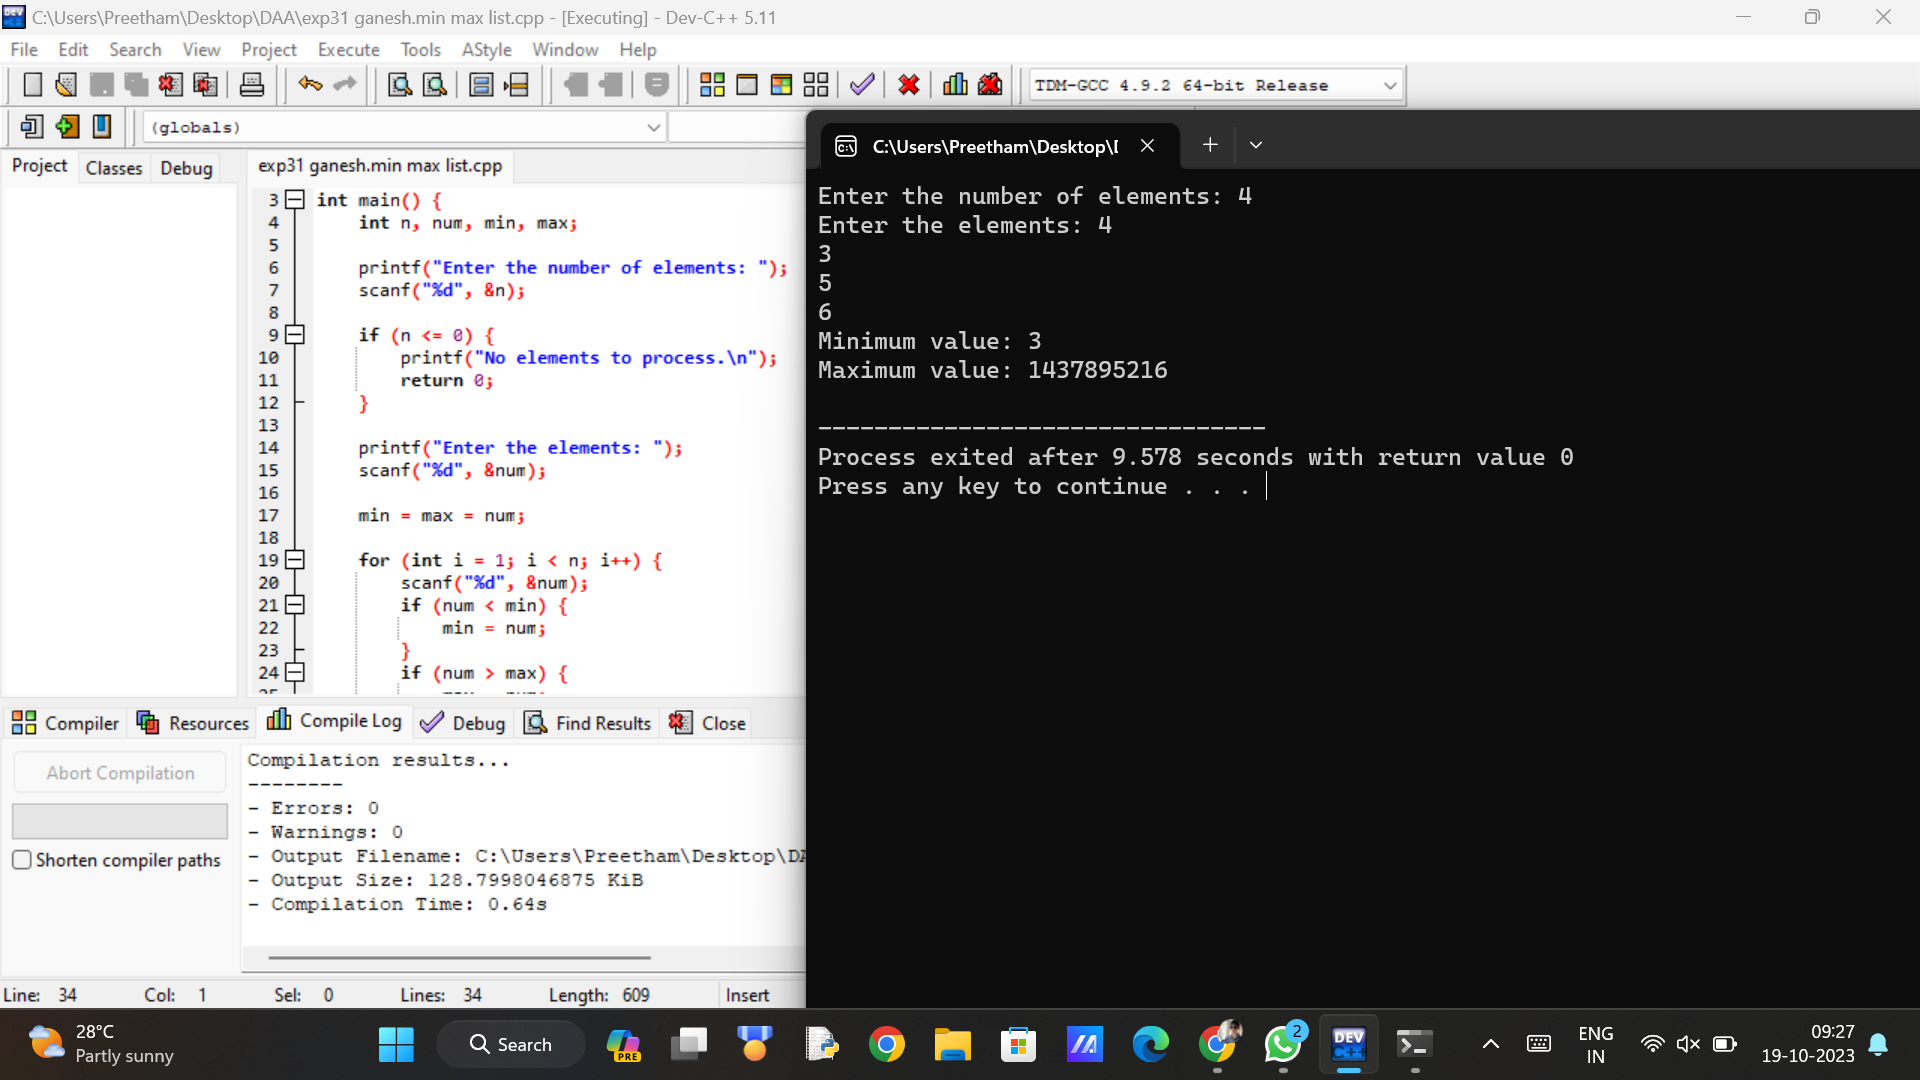 C:\Users\Preetham\Desktop\DAA\exp31 ganesh.min max list.cpp - [Executing] - Dev-C++ 5.11
File Edit Search View Project Execute Tools AStyle Window Help
TDM-GCC 4.9.2 64-bit Release
(globals)
Project Classes Debug
exp31 ganesh.min max list.cpp
3 int main() {
4 int n, num, min, max;
5
6 printf("Enter the number of elements: ");
7 scanf("%d", &n);
8
9 if (n <= 0) {
10 printf("No elements to process.\n");
11 return 0;
12 }
13
14 printf("Enter the elements: ");
15 scanf("%d", &num);
16
17 min = max = num;
18
19 for (int i = 1; i < n; i++) {
20 scanf("%d", &num);
21 if (num < min) {
22 min = num;
23 }
24 if (num > max) {
C:\Users\Preetham\Desktop\
Enter the number of elements: 4
Enter the elements: 4
3
5
6
Minimum value: 3
Maximum value: 1437895216
--------------------------------
Process exited after 9.578 seconds with return value 0
Press any key to continue . . .
Compiler Resources Compile Log Debug Find Results Close
Abort Compilation
Shorten compiler paths
Compilation results...
--------
- Errors: 0
- Warnings: 0
- Output Filename: C:\Users\Preetham\Desktop\DA
- Output Size: 128.7998046875 KiB
- Compilation Time: 0.64s
Line: 34 Col: 1 Sel: 0 Lines: 34 Length: 609 Insert
28°C
Partly sunny
Search
PRE
2
DEV
C++
ENG
IN
09:27
19-10-2023